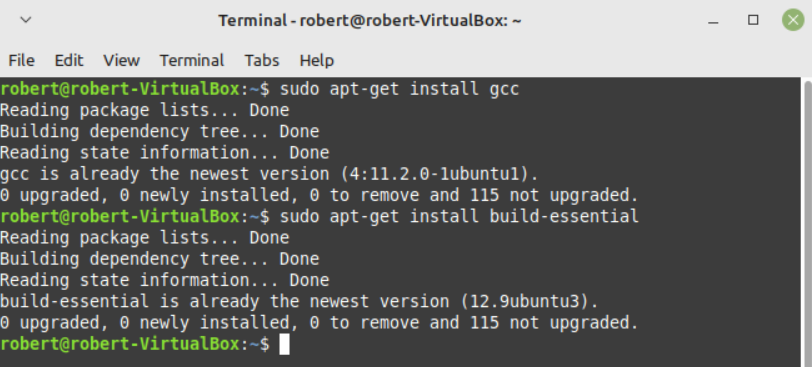 Terminal - robert@robert-VirtualBox: ~
File Edit View Terminal Tabs Help
robert@robert-VirtualBox:~$ sudo apt-get install gcc
Reading package lists... Done
Building dependency tree... Done
Reading state information... Done
gcc is already the newest version (4:11.2.0-1ubuntu1).
0 upgraded, 0 newly installed, 0 to remove and 115 not upgraded.
robert@robert-VirtualBox:~$ sudo apt-get install build-essential
Reading package lists... Done
Building dependency tree... Done
Reading state information... Done
build-essential is already the newest version (12.9ubuntu3).
0 upgraded, 0 newly installed, 0 to remove and 115 not upgraded.
robert@robert-VirtualBox:~$